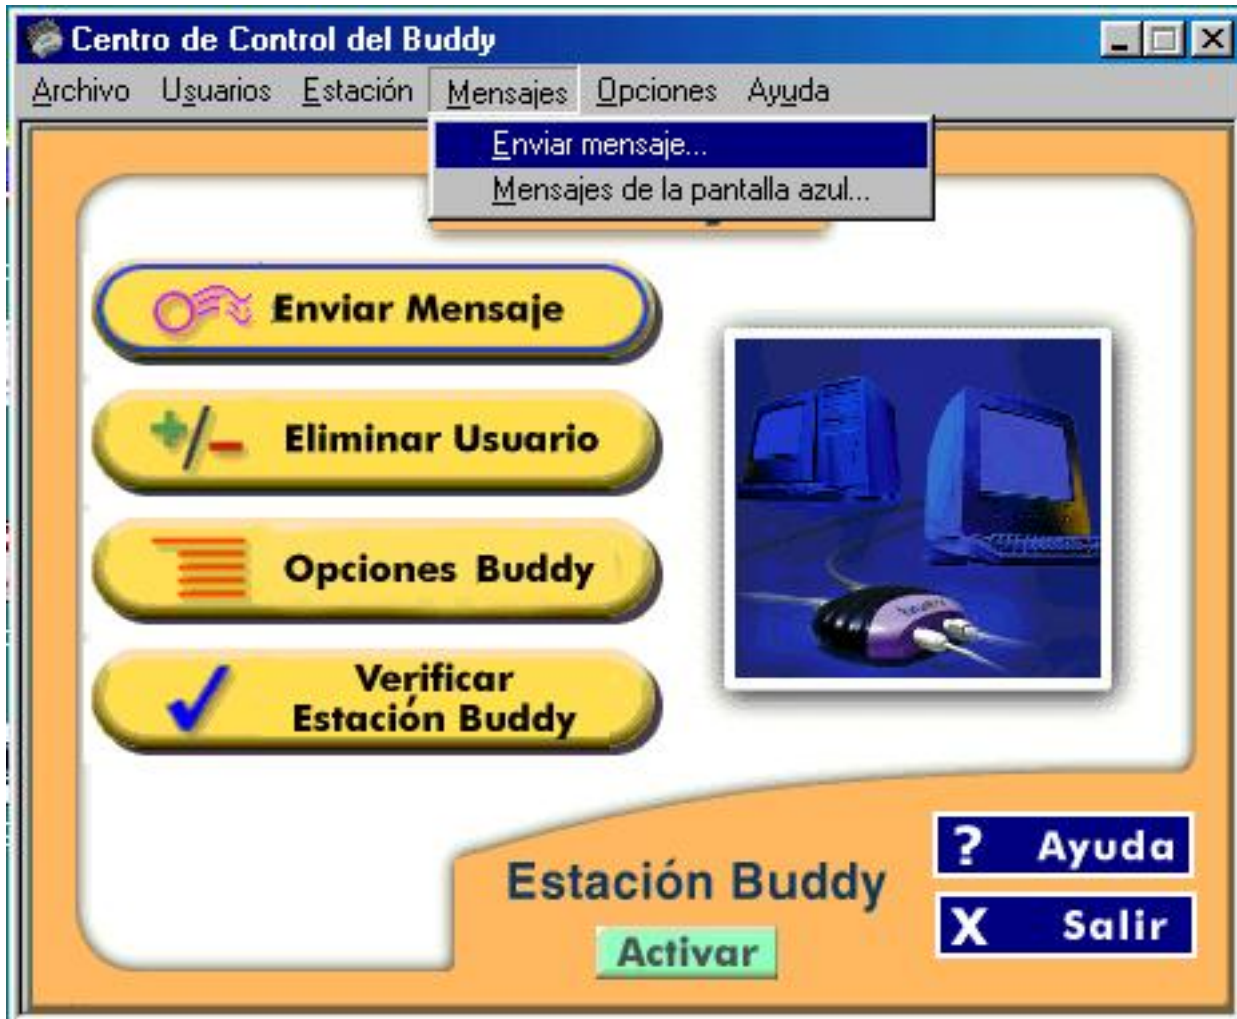 Centro de Control del Buddy
Archivo Usuarios Estación Mensajes Opciones Ayuda
Enviar mensaje...
Mensajes de la pantalla azul...
Enviar Mensaje
+/- Eliminar Usuario
Opciones Buddy
Verificar
Estación Buddy
Estación Buddy
Activar
? Ayuda
X Salir